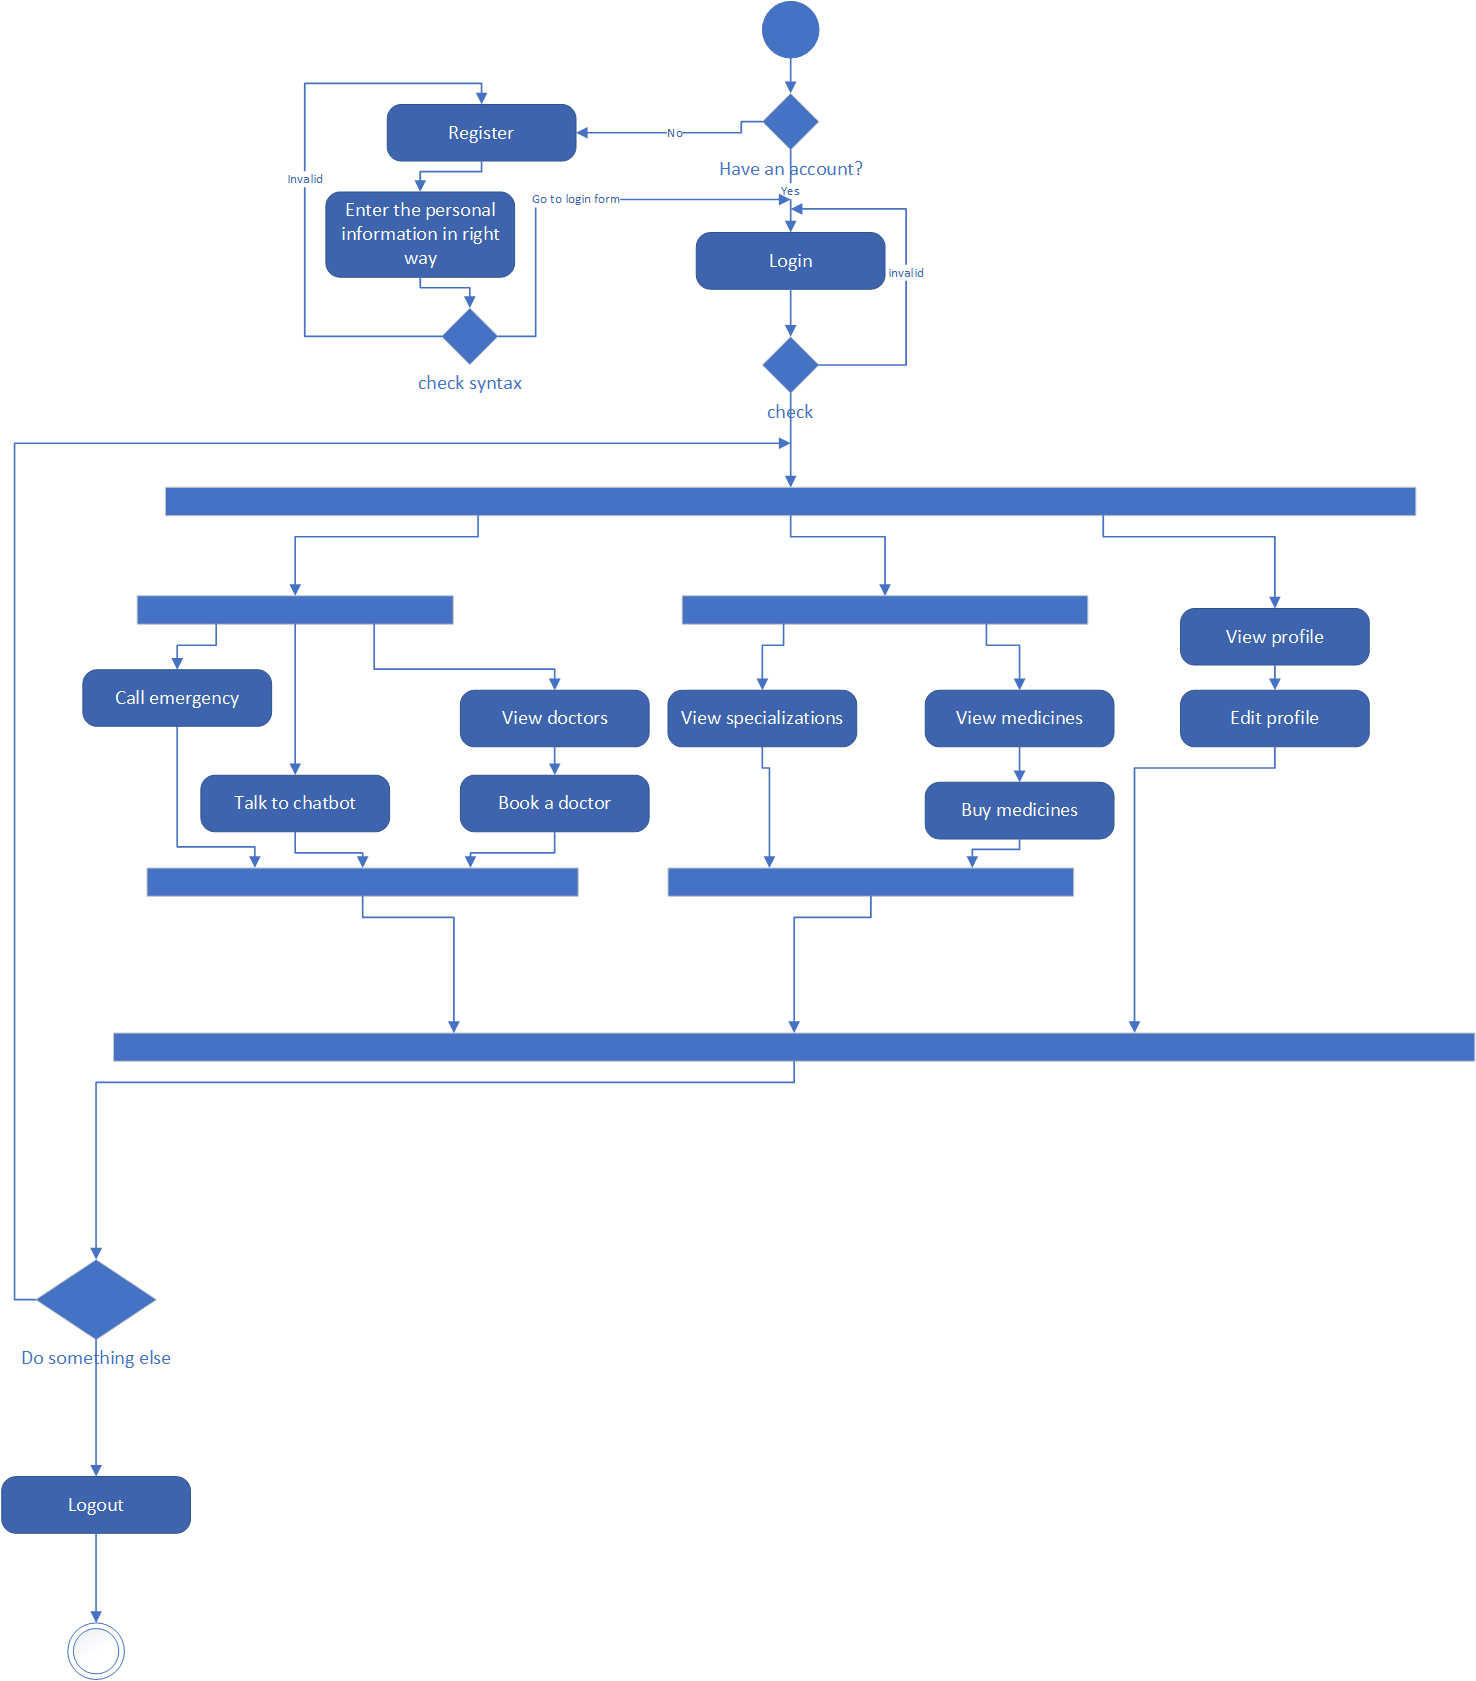 Register
No
Have an account?
Invalid
Yes
Enter the personal
information in right
way
Go to login form
Login
invalid
check syntax
check
View profile
Call emergency
View doctors
View specializations
View medicines
Edit profile
Talk to chatbot
Book a doctor
Buy medicines
Do something else
Logout